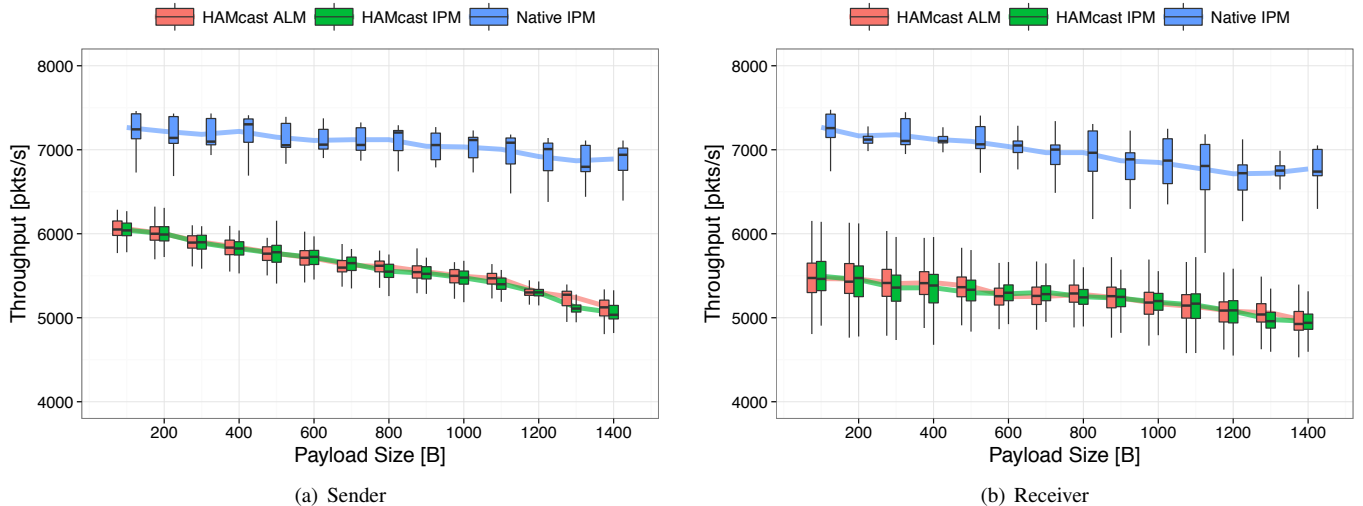 HAMcast ALM HAMcast IPM Native IPM
8000
7000
6000
5000
4000
Throughput [pkts/s]
200 400 600 800 1000 1200 1400
Payload Size [B]
(a) Sender
HAMcast ALM HAMcast IPM Native IPM
8000
7000
6000
5000
4000
Throughput [pkts/s]
200 400 600 800 1000 1200 1400
Payload Size [B]
(b) Receiver